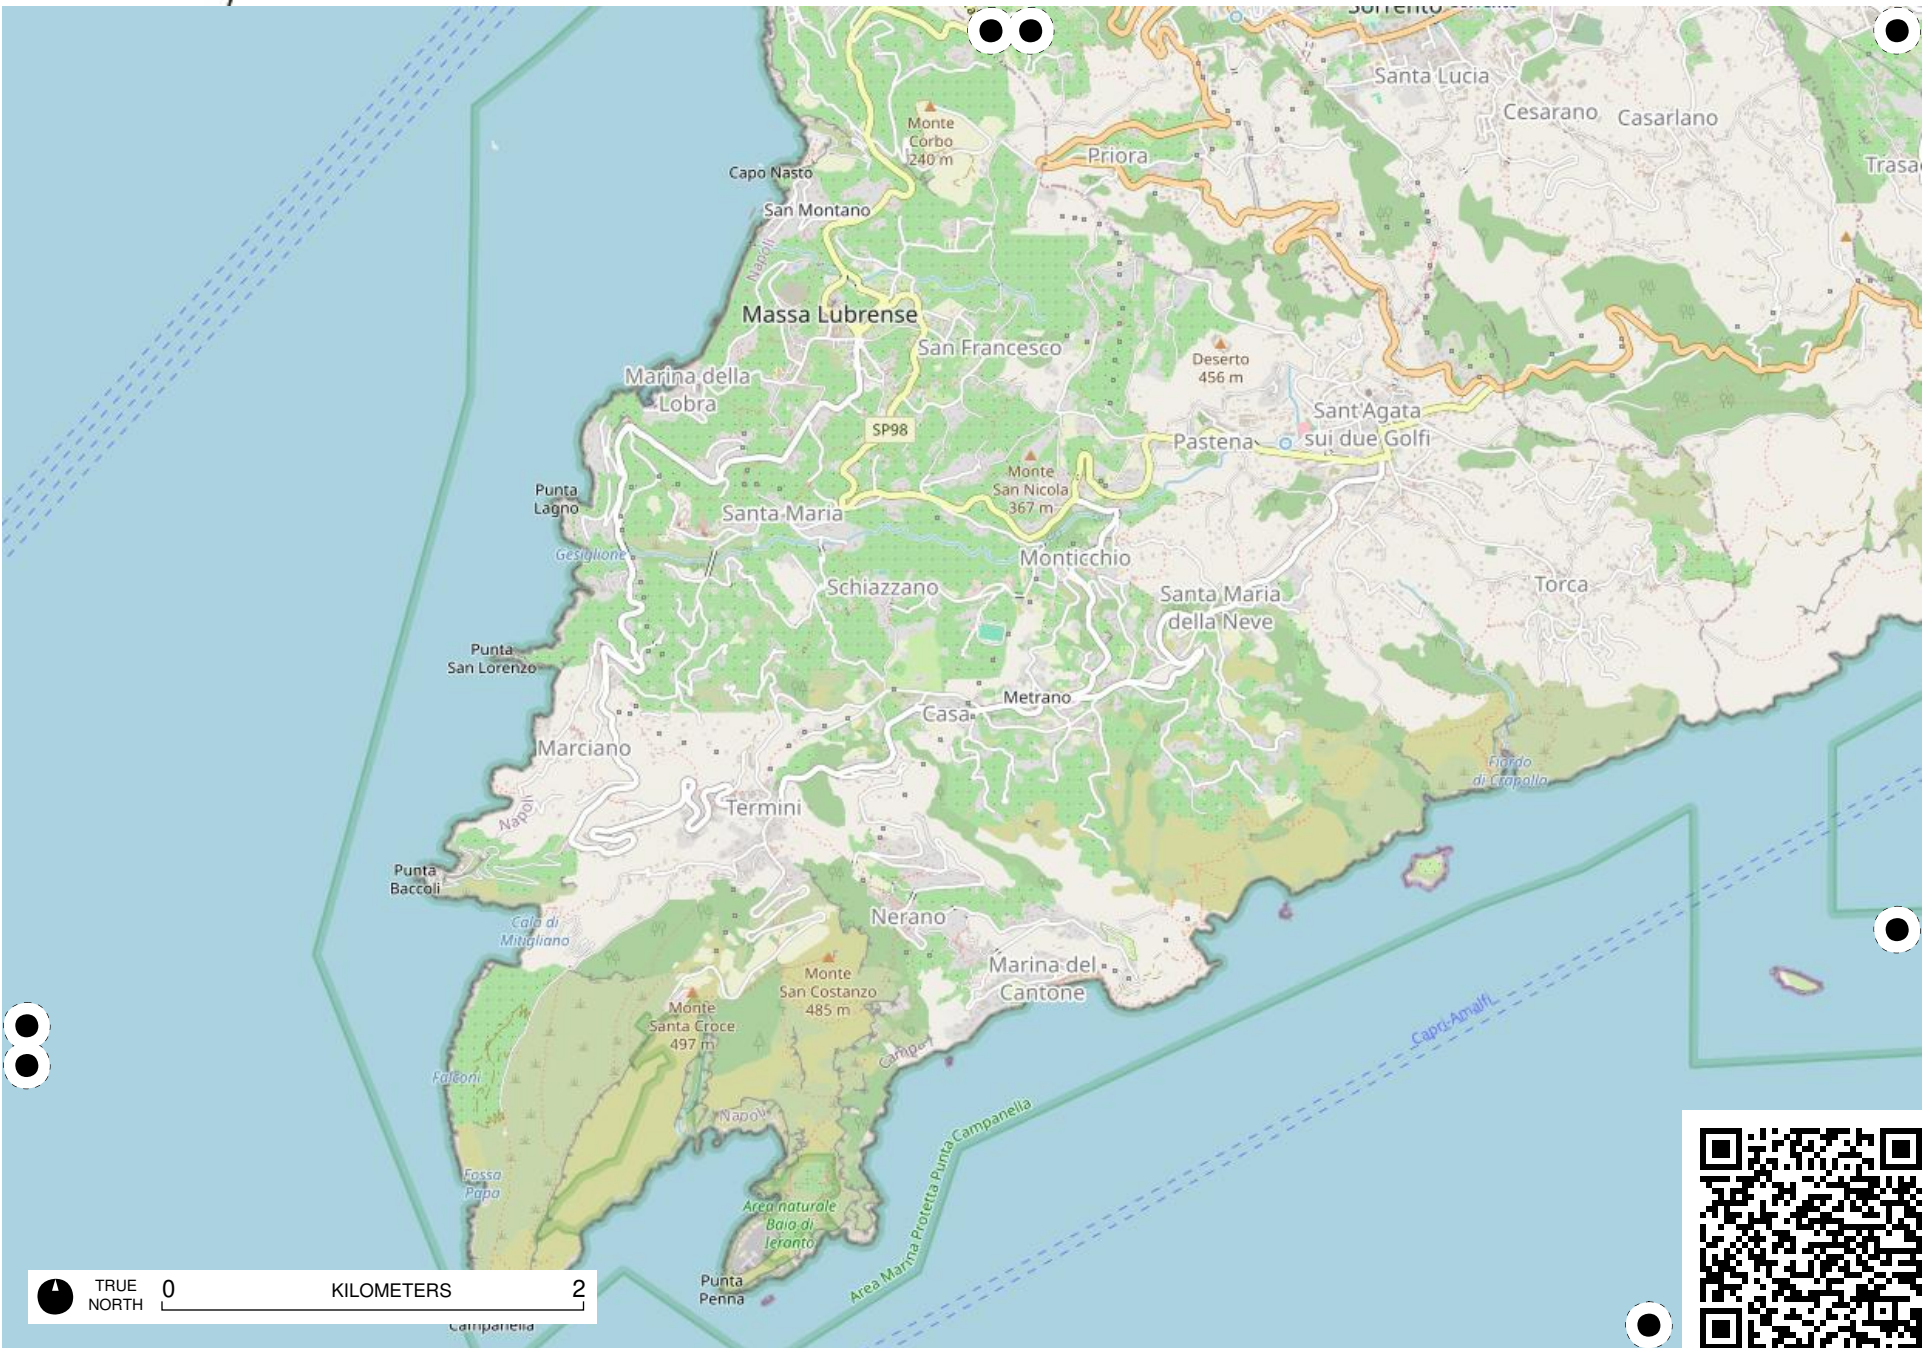 Sorrento
Santa Lucia
Cesarano
Casarlano
Monte
Corbo
240 m
Priora
Capo Nasto
San Montano
Napoli
Massa Lubrense
San Francesco
Deserto
456 m
Marina della
Lobra
SP98
Sant'Agata
sui due Golfi
Pastena
Monte
San Nicola
367 m
Punta
Lagno
Santa Maria
Gesiglione
Monticchio
Schiazzano
Santa Maria
della Neve
Torca
Punta
San Lorenzo
Metrano
Casa
Marciano
Fiordo
di Crapolla
Napoli
Termini
Punta
Baccoli
Cala di
Mitigliano
Nerano
Marina del
Cantone
Monte
San Costanzo
485 m
Monte
Santa Croce
497 m
Capri-Amalfi
Falconi
Napoli
Area Marina Protetta Punta Campanella
Fossa
Papa
Area naturale
Baia di
Ieranto
Punta
Penna
TRUE
NORTH
0 KILOMETERS 2
Campanella